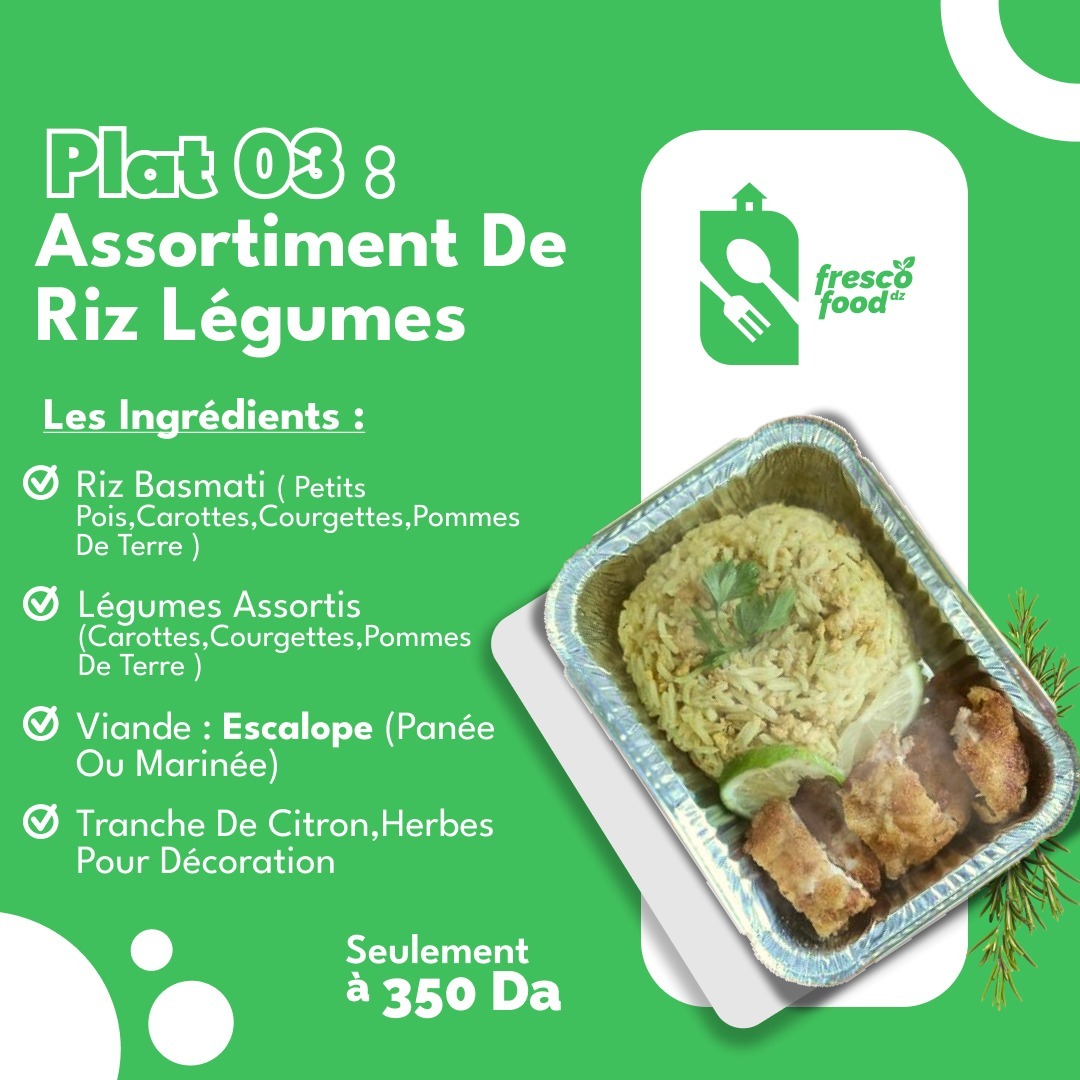 Plat 03 :
Assortiment De
Riz Légumes
fresco
food dz
Les Ingrédients :
Riz Basmati ( Petits
Pois,Carottes,Courgettes,Pommes
De Terre )
Légumes Assortis
(Carottes,Courgettes,Pommes
De Terre )
Viande : Escalope (Panée
Ou Marinée)
Tranche De Citron,Herbes
Pour Décoration
Seulement
à 350 Da